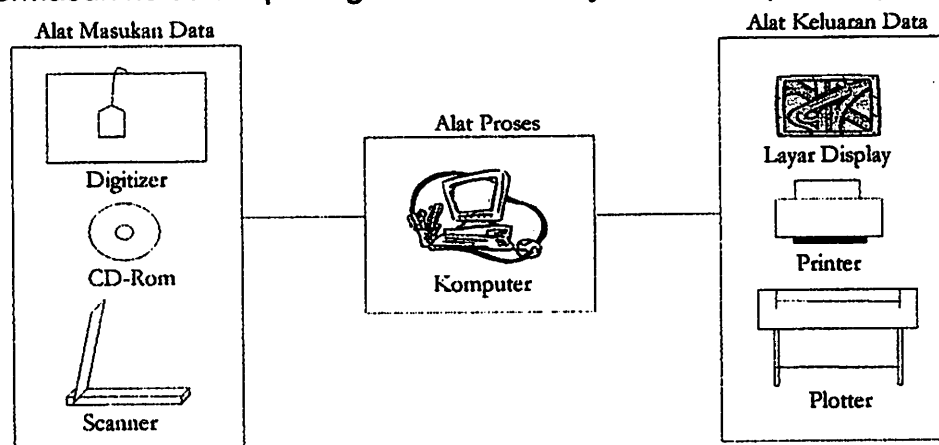 Alat Masukan Data
Digitizer
CD-Rom
Scanner
Alat Proses
Komputer
Alat Keluaran Data
Layar Display
Printer
Plotter